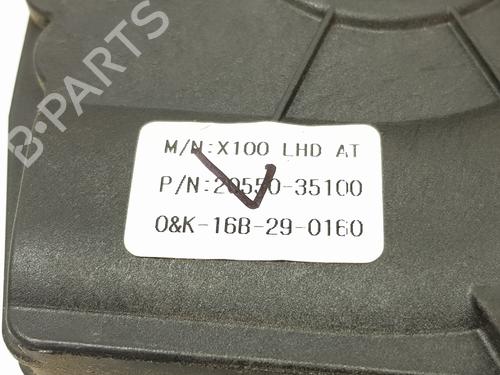 B-PARTS
M/N:X100 LHD AT
P/N:20550-35100
O&K-16B-29-0160